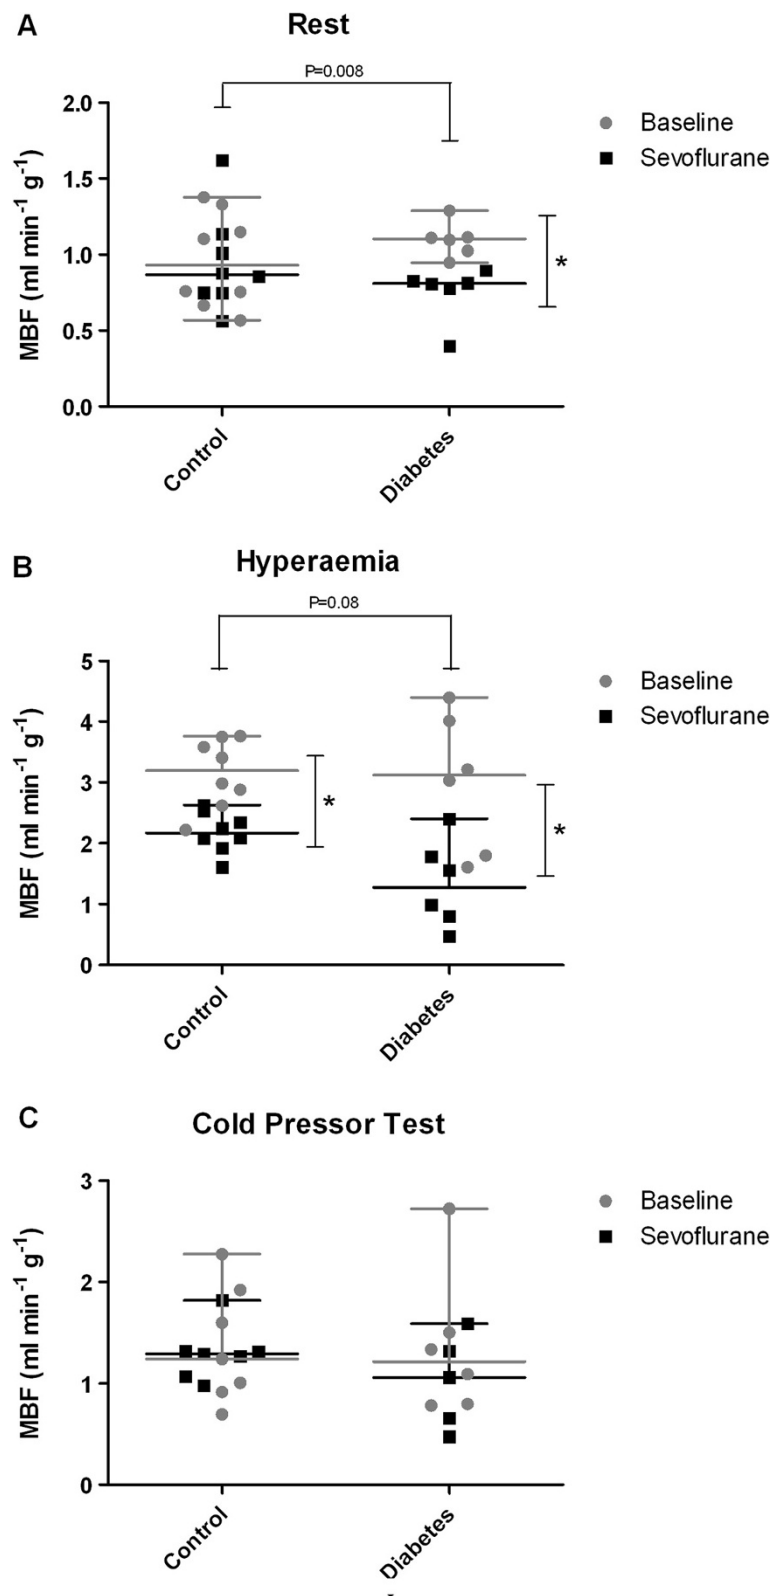 A
Rest
P=0.008
2.0
1.5
1.0
0.5
0.0
MBF (ml min⁻¹ g⁻¹)
Baseline
Sevoflurane
*
Control
Diabetes
B
Hyperaemia
P=0.08
5
4
3
2
1
0
MBF (ml min⁻¹ g⁻¹)
Baseline
Sevoflurane
*
*
Control
Diabetes
C
Cold Pressor Test
3
2
1
0
MBF (ml min⁻¹ g⁻¹)
Baseline
Sevoflurane
Control
Diabetes